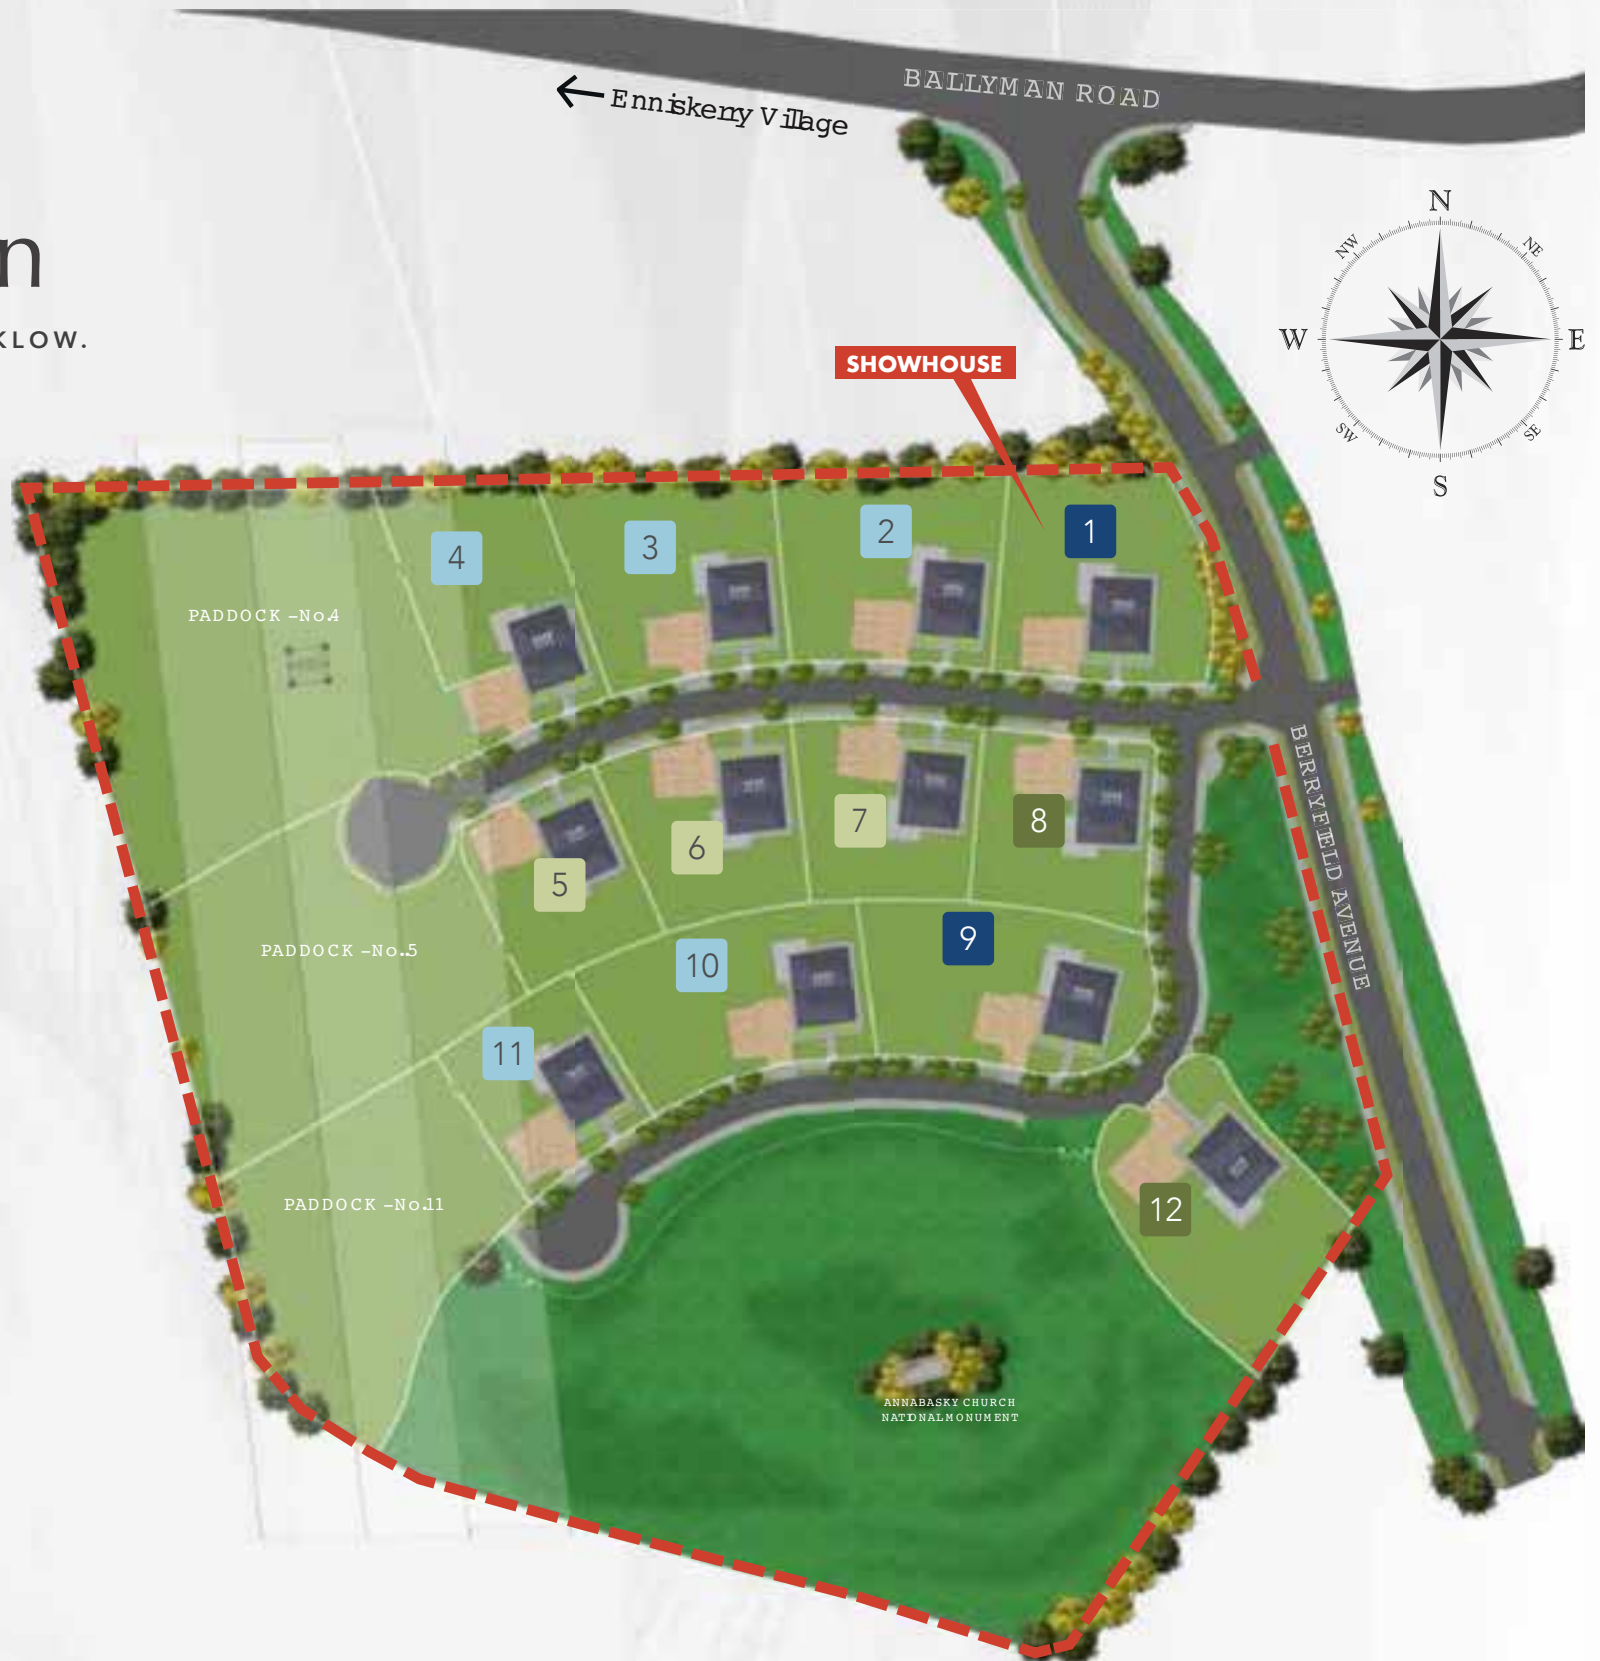 BALLYMAN ROAD
Enniskerry Village
n
KLOW.
N
NW
NE
W
E
SW
SE
S
SHOWHOUSE
1
2
3
4
PADDOCK -No.4
BERRYFIELD AVENUE
8
7
6
5
9
PADDOCK -No.5
10
11
PADDOCK -No.11
12
ANNABASKY CHURCH
NATIONAL MONUMENT